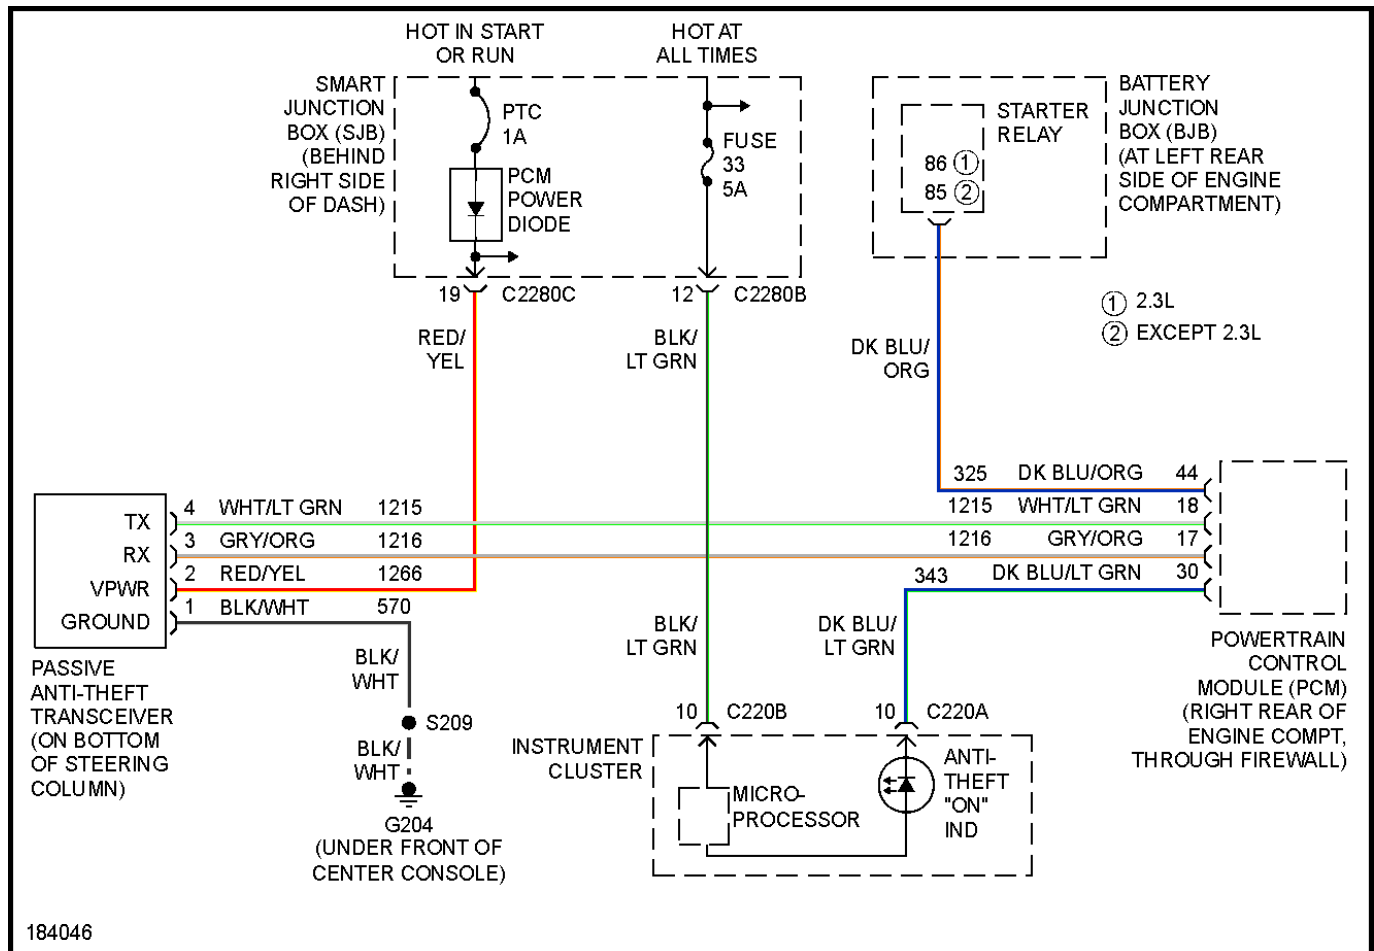 HOT IN START
OR RUN
HOT AT
ALL TIMES
SMART
JUNCTION
BOX (SJB)
(BEHIND
RIGHT SIDE
OF DASH)
PTC
1A
PCM
POWER
DIODE
FUSE
33
5A
STARTER
RELAY
86 ①
85 ②
BATTERY
JUNCTION
BOX (BJB)
(AT LEFT REAR
SIDE OF ENGINE
COMPARTMENT)
19 C2280C
12 C2280B
① 2.3L
② EXCEPT 2.3L
RED/
YEL
BLK/
LT GRN
DK BLU/
ORG
325 DK BLU/ORG 44
TX 4 WHT/LT GRN 1215
1215 WHT/LT GRN 18
RX 3 GRY/ORG 1216
1216 GRY/ORG 17
VPWR 2 RED/YEL 1266
343 DK BLU/LT GRN 30
GROUND 1 BLK/WHT 570
PASSIVE
ANTI-THEFT
TRANSCEIVER
(ON BOTTOM
OF STEERING
COLUMN)
BLK/
WHT
S209
BLK/
WHT
G204
(UNDER FRONT OF
CENTER CONSOLE)
BLK/
LT GRN
DK BLU/
LT GRN
POWERTRAIN
CONTROL
MODULE (PCM)
(RIGHT REAR OF
ENGINE COMPT,
THROUGH FIREWALL)
10 C220B
10 C220A
INSTRUMENT
CLUSTER
MICRO-
PROCESSOR
ANTI-
THEFT
"ON"
IND
184046